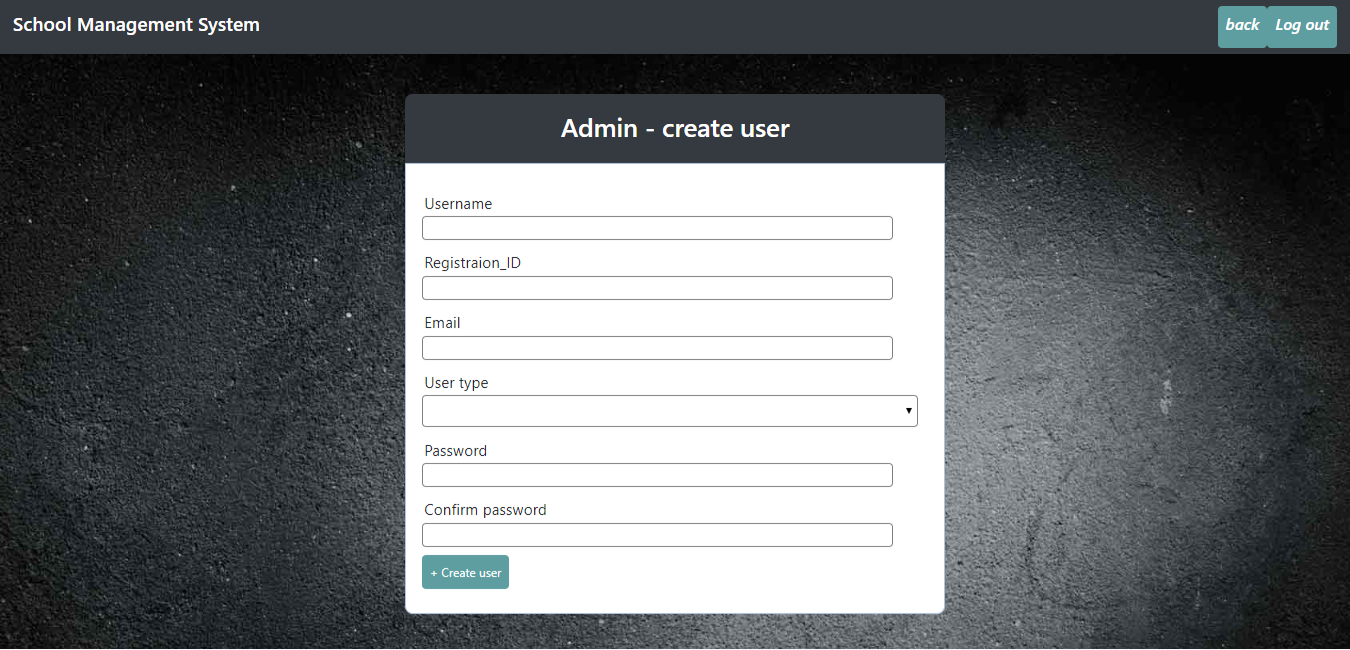 School Management System
back Log out
Admin - create user
Username
Registraion_ID
Email
User type
Password
Confirm password
+ Create user